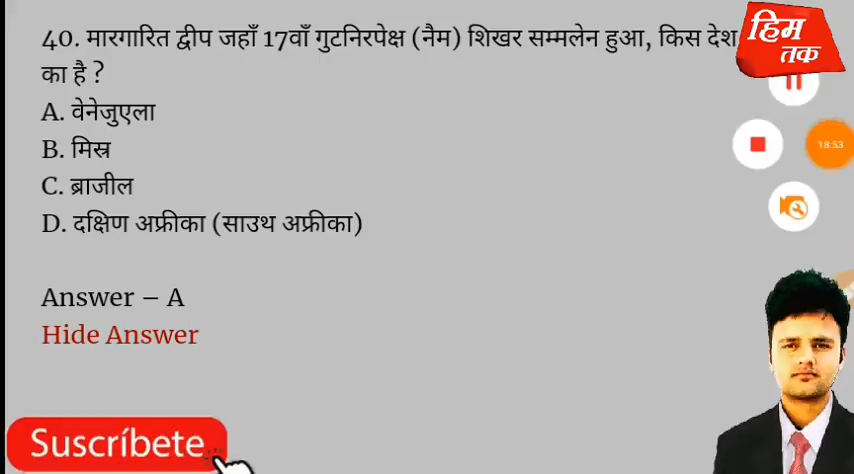 40. मारगारित द्वीप जहाँ 17वाँ गुटनिरपेक्ष (नैम) शिखर सम्मलेन हुआ, किस देश
का है ?
A. वेनेजुएला
B. मिस्र
C. ब्राजील
D. दक्षिण अफ्रीका (साउथ अफ्रीका)
Answer – A
Hide Answer
हिम
तक
18:53
Suscríbete